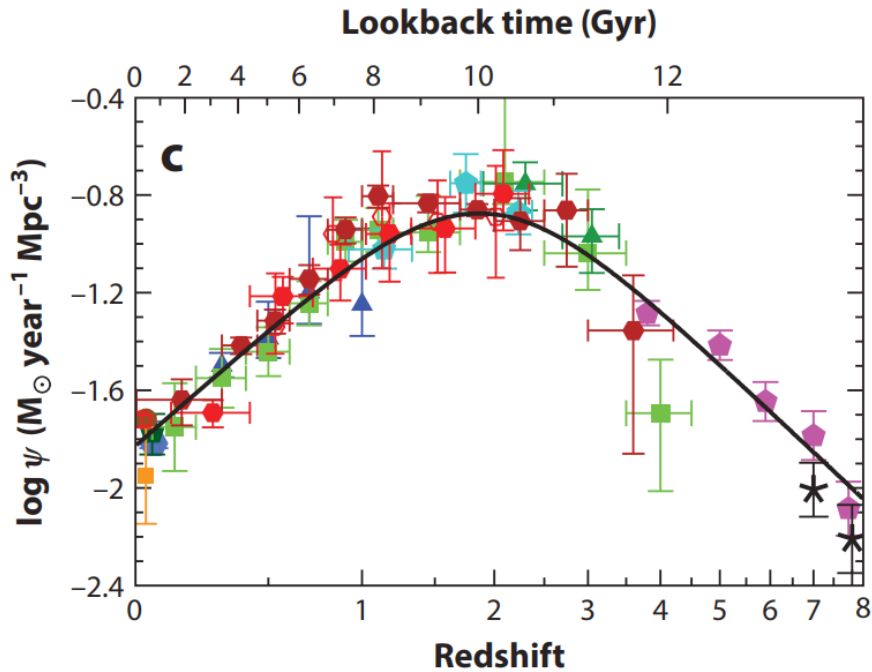 Lookback time (Gyr)
0 2 4 6 8 10 12
−0.4
c
−0.8
−1.2
−1.6
−2
−2.4
log ψ (M⊙ year−1 Mpc−3)
0 1 2 3 4 5 6 7 8
Redshift